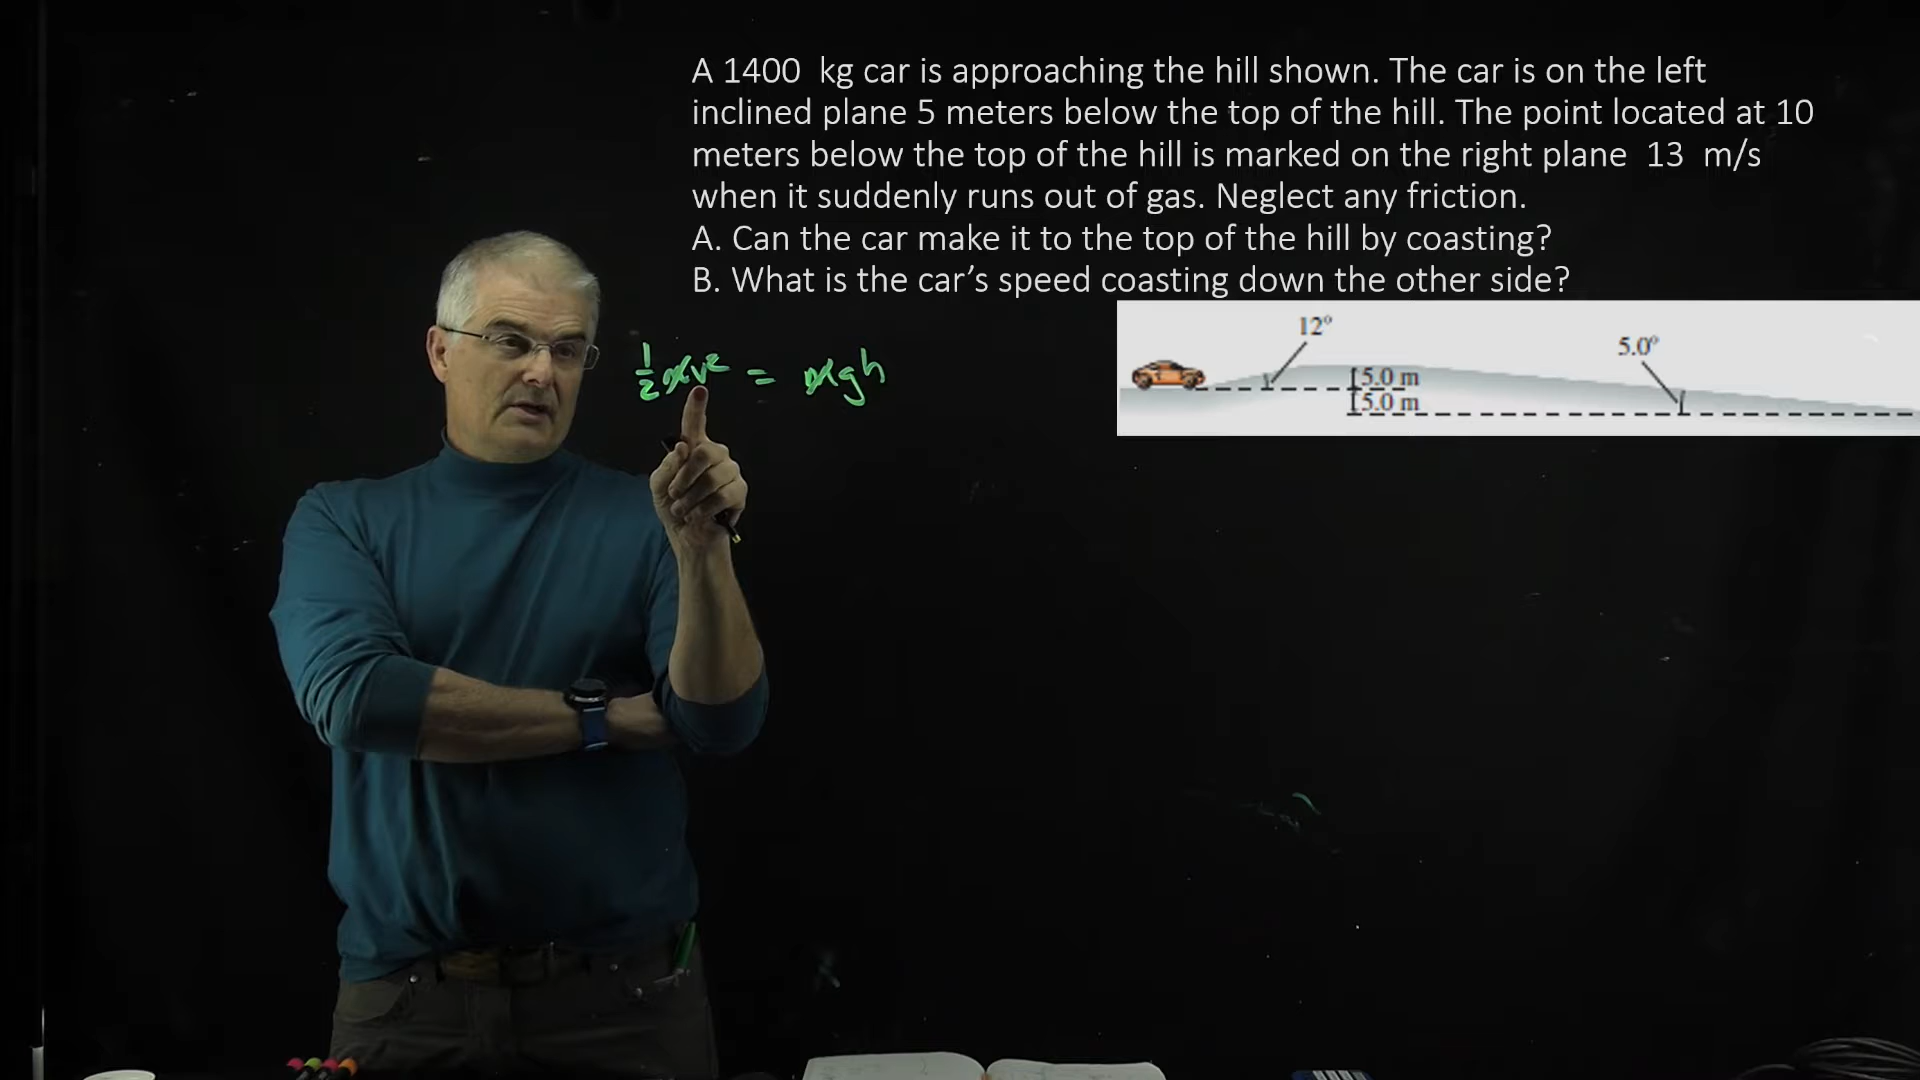 A 1400 kg car is approaching the hill shown. The car is on the left
inclined plane 5 meters below the top of the hill. The point located at 10
meters below the top of the hill is marked on the right plane 13 m/s
when it suddenly runs out of gas. Neglect any friction.
A. Can the car make it to the top of the hill by coasting?
B. What is the car’s speed coasting down the other side?
12°
5.0°
5.0 m
5.0 m
½mv² = mgh